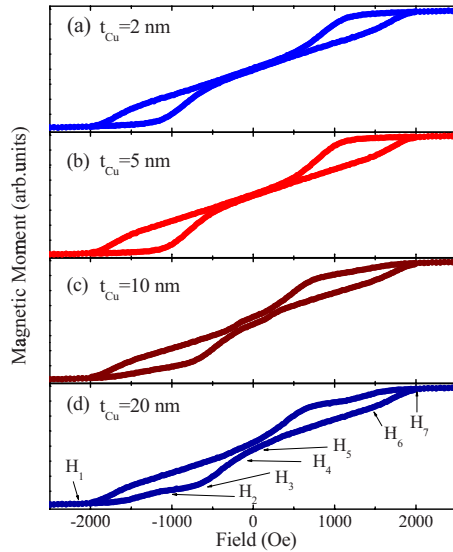 Magnetic Moment (arb.units)
(a) t_Cu=2 nm
(b) t_Cu=5 nm
(c) t_Cu=10 nm
(d) t_Cu=20 nm
H_1
H_2
H_3
H_4
H_5
H_6
H_7
-2000 -1000 0 1000 2000
Field (Oe)